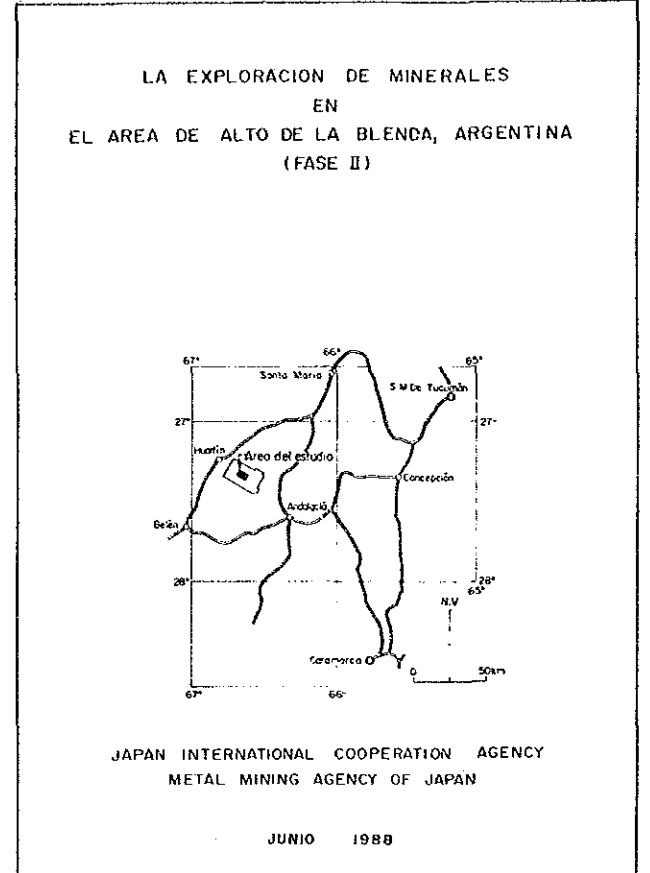 LA EXPLORACION DE MINERALES
EN
EL AREA DE ALTO DE LA BLENDA, ARGENTINA
(FASE II)
67°
66°
65°
Santa Maria
S M De Tucumán
27°
27°
Hualfín
Area del estudio
Concepción
Andalgalá
Belén
28°
28°
65°
N.V
Catamarca
0
50km
67°
66°
JAPAN INTERNATIONAL COOPERATION AGENCY
METAL MINING AGENCY OF JAPAN
JUNIO 1988